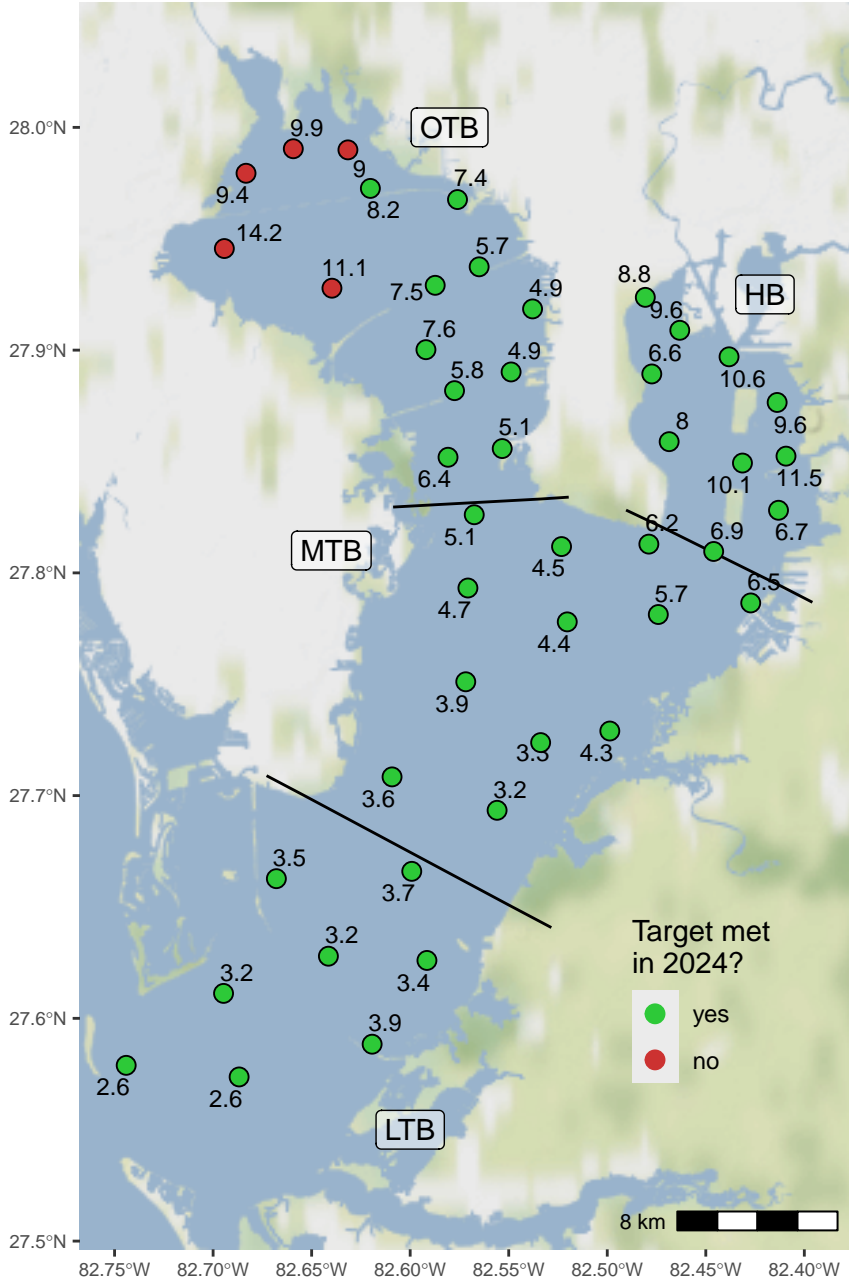 28.0°N
27.9°N
27.8°N
27.7°N
27.6°N
27.5°N
OTB
9.9
9
9.4
8.2
7.4
14.2
11.1
5.7
7.5
4.9
8.8
HB
9.6
7.6
4.9
6.6
10.6
5.8
9.6
5.1
8
6.4
10.1
11.5
6.7
MTB
5.1
6.2
6.9
4.5
6.5
4.7
5.7
4.4
3.9
3.3
4.3
3.6
3.2
3.5
3.7
3.2
3.4
3.2
3.9
2.6
2.6
LTB
Target met
in 2024?
yes
no
8 km
82.75°W 82.70°W 82.65°W 82.60°W 82.55°W 82.50°W 82.45°W 82.40°W